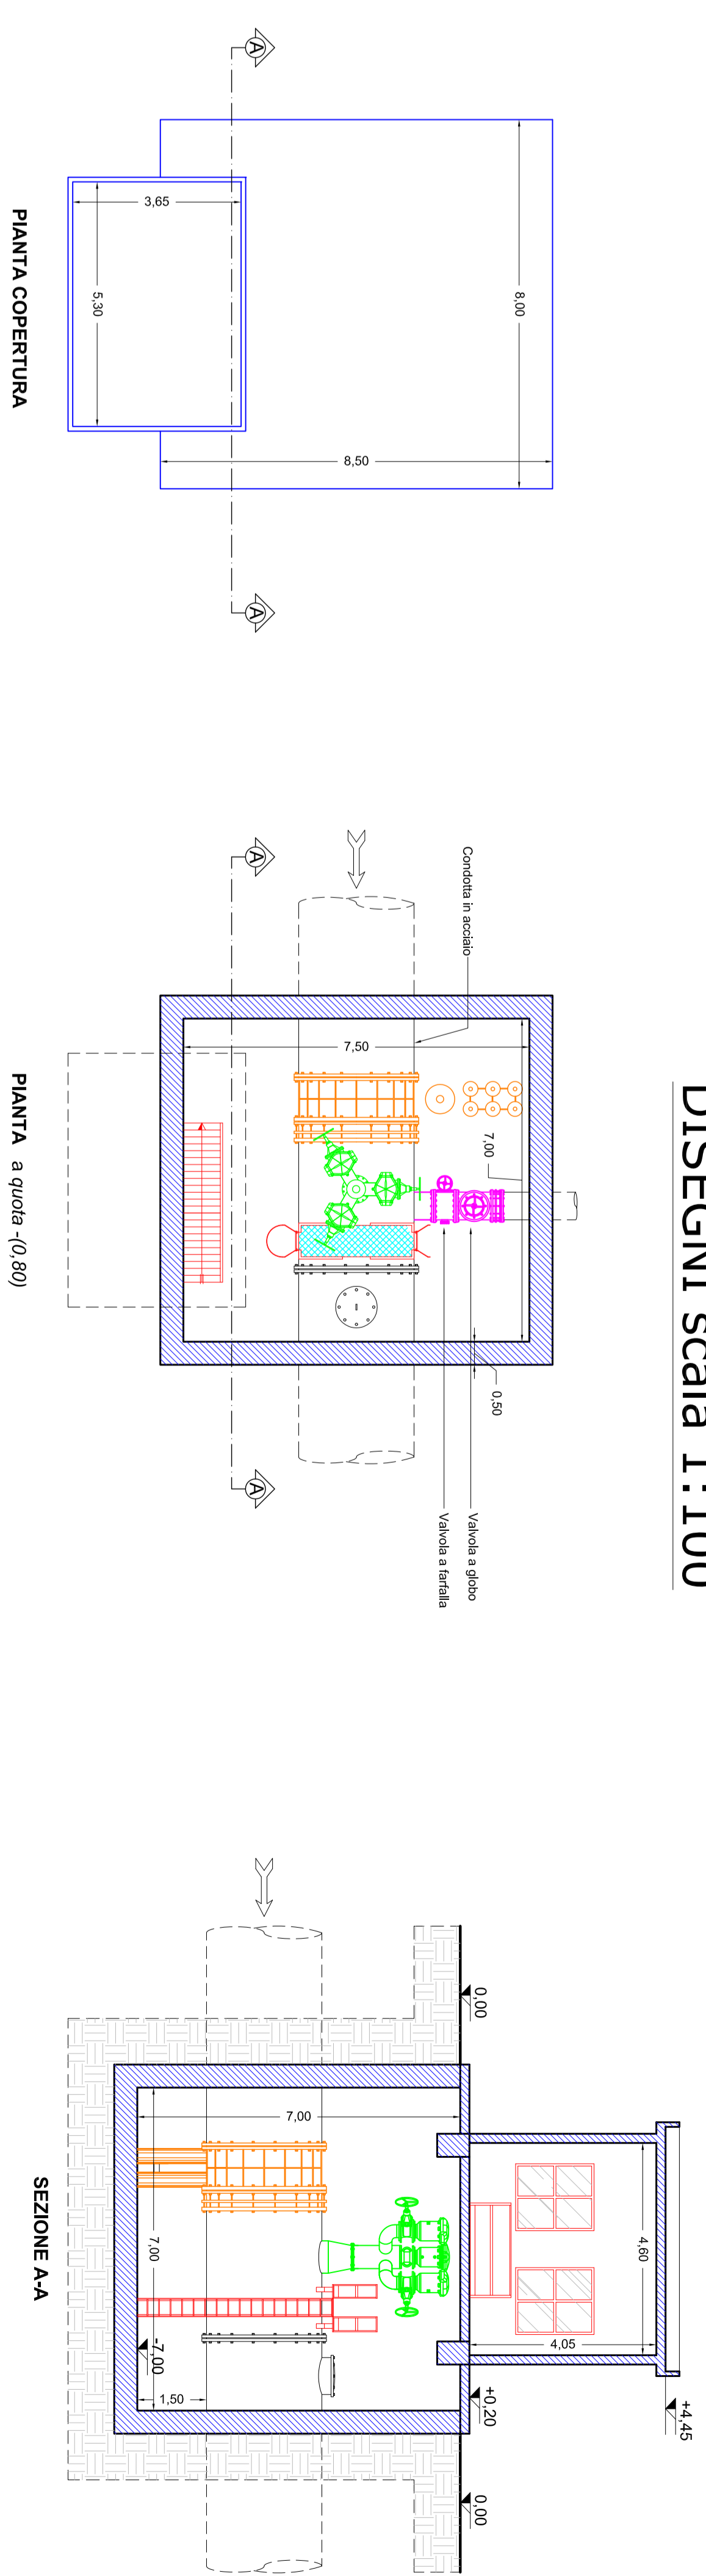 DISEGNI scala 1:100
A
8,00
3,65
5,30
8,50
A
PIANTA COPERTURA
Condotta in acciaio
A
7,50
7,00
0,50
A
Valvola a globo
Valvola a farfalla
PIANTA a quota -(0,80)
0,00
7,00
4,60
7,00
4,05
-7,00
1,50
+0,20
+4,45
0,00
SEZIONE A-A